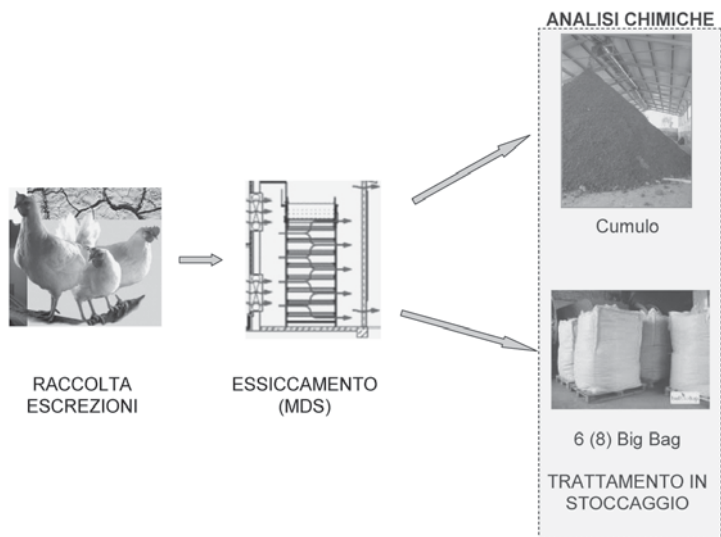 ANALISI CHIMICHE
Cumulo
RACCOLTA
ESCREZIONI
ESSICCAMENTO
(MDS)
6 (8) Big Bag
TRATTAMENTO IN
STOCCAGGIO